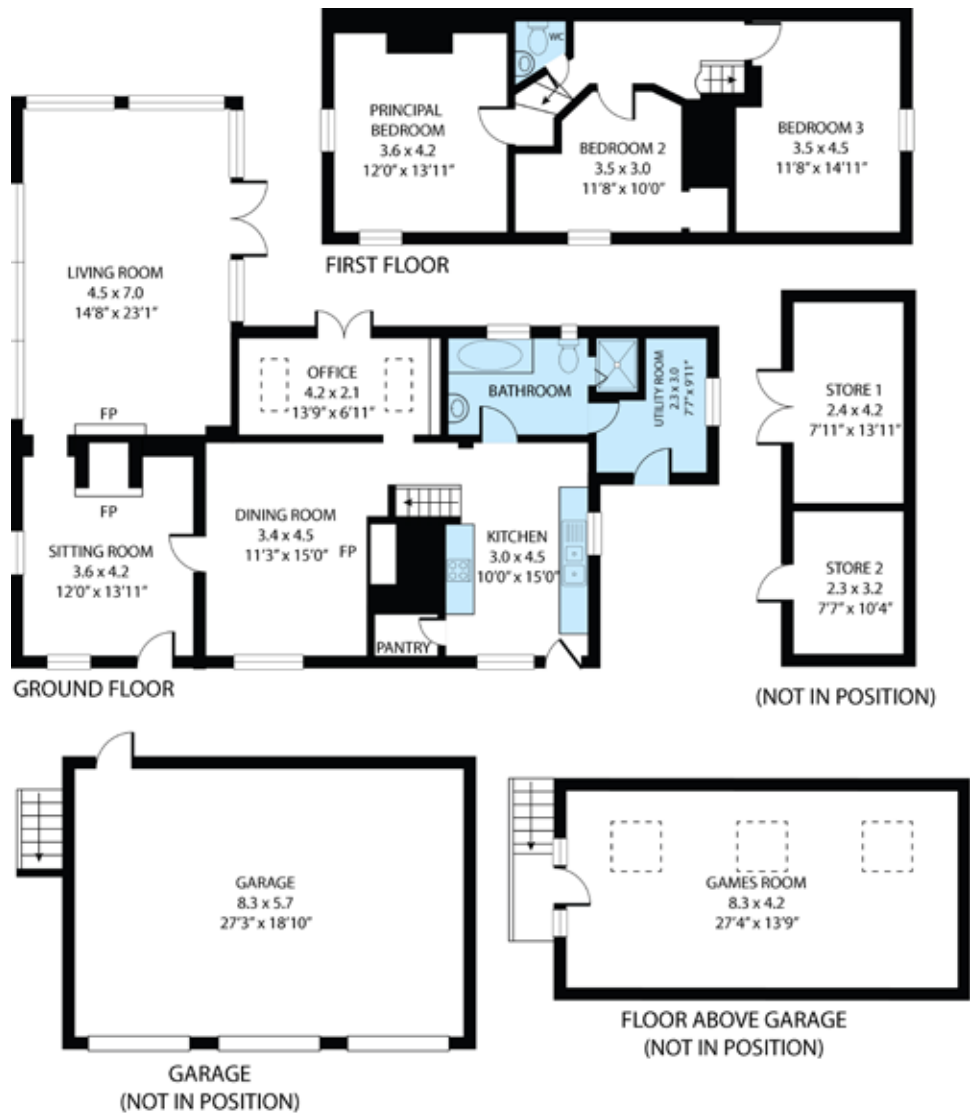 WC
PRINCIPAL
BEDROOM
3.6 x 4.2
12'0" x 13'11"
BEDROOM 2
3.5 x 3.0
11'8" x 10'0"
BEDROOM 3
3.5 x 4.5
11'8" x 14'11"
FIRST FLOOR
LIVING ROOM
4.5 x 7.0
14'8" x 23'1"
FP
OFFICE
4.2 x 2.1
13'9" x 6'11"
BATHROOM
UTILITY ROOM
2.3 x 3.0
7'7" x 9'11"
FP
SITTING ROOM
3.6 x 4.2
12'0" x 13'11"
DINING ROOM
3.4 x 4.5
11'3" x 15'0"
FP
KITCHEN
3.0 x 4.5
10'0" x 15'0"
PANTRY
GROUND FLOOR
STORE 1
2.4 x 4.2
7'11" x 13'11"
STORE 2
2.3 x 3.2
7'7" x 10'4"
(NOT IN POSITION)
GARAGE
8.3 x 5.7
27'3" x 18'10"
GARAGE
(NOT IN POSITION)
GAMES ROOM
8.3 x 4.2
27'4" x 13'9"
FLOOR ABOVE GARAGE
(NOT IN POSITION)